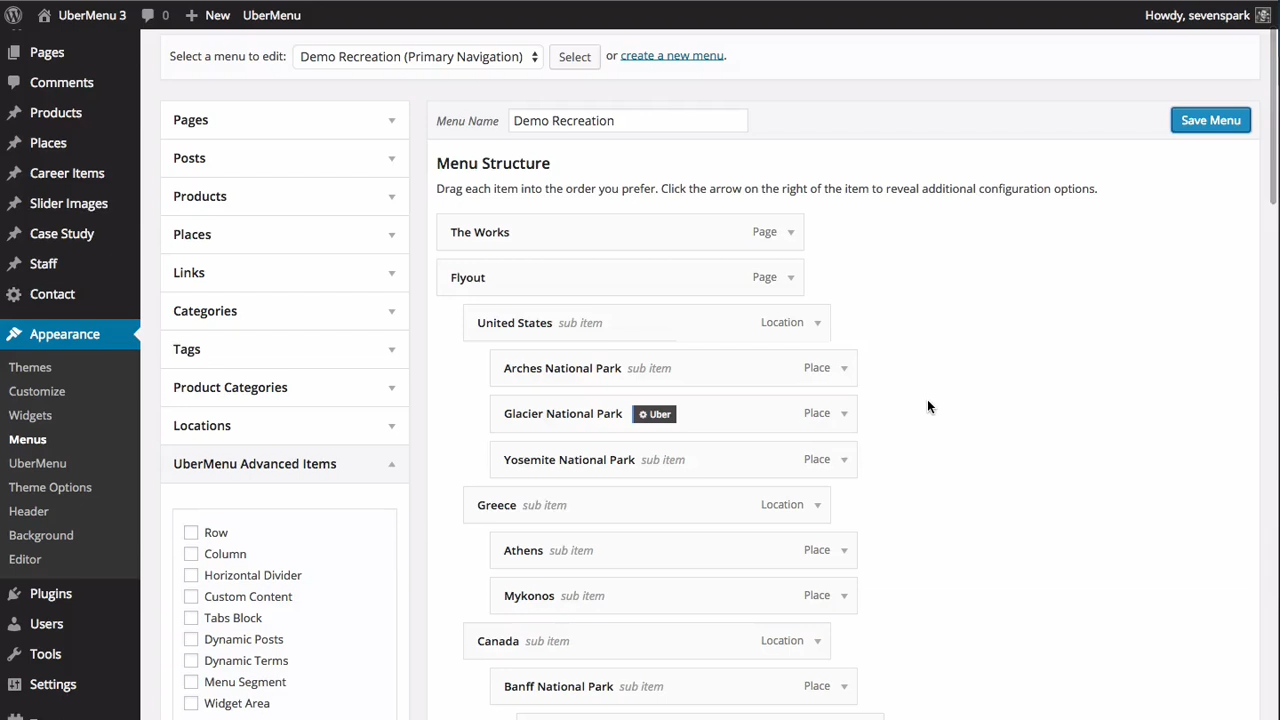 UberMenu 3 0 New UberMenu Howdy, sevenspark
Pages
Comments
Products
Places
Career Items
Slider Images
Case Study
Staff
Contact
Appearance
Themes
Customize
Widgets
Menus
UberMenu
Theme Options
Header
Background
Editor
Plugins
Users
Tools
Settings
Select a menu to edit: Demo Recreation (Primary Navigation) Select or create a new menu.
Pages
Posts
Products
Places
Links
Categories
Tags
Product Categories
Locations
UberMenu Advanced Items
Row
Column
Horizontal Divider
Custom Content
Tabs Block
Dynamic Posts
Dynamic Terms
Menu Segment
Widget Area
Menu Name Demo Recreation Save Menu
Menu Structure
Drag each item into the order you prefer. Click the arrow on the right of the item to reveal additional configuration options.
The Works Page
Flyout Page
United States sub item Location
Arches National Park sub item Place
Glacier National Park Uber Place
Yosemite National Park sub item Place
Greece sub item Location
Athens sub item Place
Mykonos sub item Place
Canada sub item Location
Banff National Park sub item Place